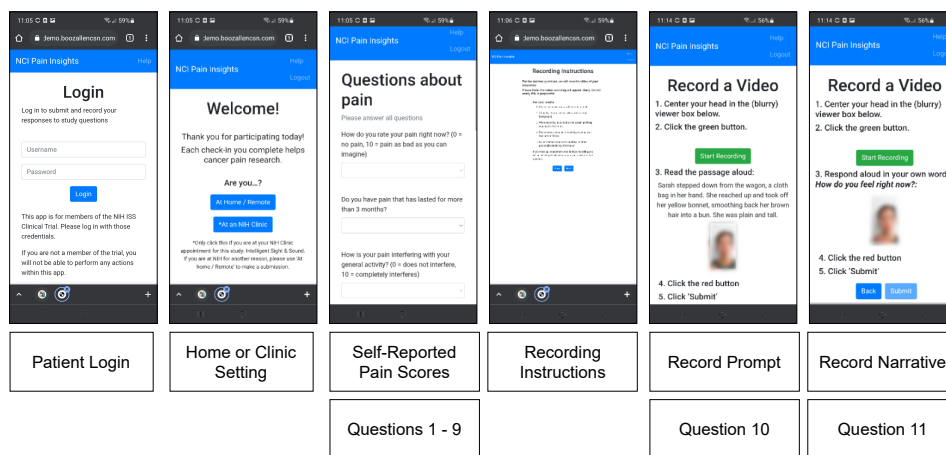 11:05
59%
demo.boozallencsn.com
NCI Pain Insights
Help
Login
Log in to submit and record your
responses to study questions
Username
Password
Login
This app is for members of the NIH ISS
Clinical Trial. Please log in with those
credentials.
If you are not a member of the trial, you
will not be able to perform any actions
within this app.
Patient Login
11:05
59%
demo.boozallencsn.com
NCI Pain Insights
Help
Logout
Welcome!
Thank you for participating today!
Each check-in you complete helps
cancer pain research.
Are you...?
At Home / Remote
*At an NIH Clinic
*Only click this if you are at your NIH Clinic
appointment for this study: Intelligent Sight & Sound.
If you are at NIH for another reason, please use 'At
home / Remote' to make a submission.
Home or Clinic
Setting
11:05
59%
NCI Pain Insights
Help
Logout
Questions about
pain
Please answer all questions
How do you rate your pain right now? (0 =
no pain, 10 = pain as bad as you can
imagine)
Do you have pain that has lasted for more
than 3 months?
How is your pain interfering with your
general activity? (0 = does not interfere,
10 = completely interferes)
Self-Reported
Pain Scores
Questions 1 - 9
11:06
59%
demo.boozallencsn.com
Recording Instructions
Recording
Instructions
11:14
56%
NCI Pain Insights
Help
Logout
Record a Video
1. Center your head in the (blurry)
viewer box below.
2. Click the green button.
Start Recording
3. Read the passage aloud:
Sarah stepped down from the wagon, a cloth
bag in her hand. She reached up and took off
her yellow bonnet, smoothing back her brown
hair into a bun. She was plain and tall.
4. Click the red button
5. Click 'Submit'
Record Prompt
Question 10
11:14
56%
NCI Pain Insights
Record a Video
1. Center your head in the (blurry)
viewer box below.
2. Click the green button.
Start Recording
3. Respond aloud in your own word
How do you feel right now?:
4. Click the red button
5. Click 'Submit'
Back
Submit
Record Narrative
Question 11